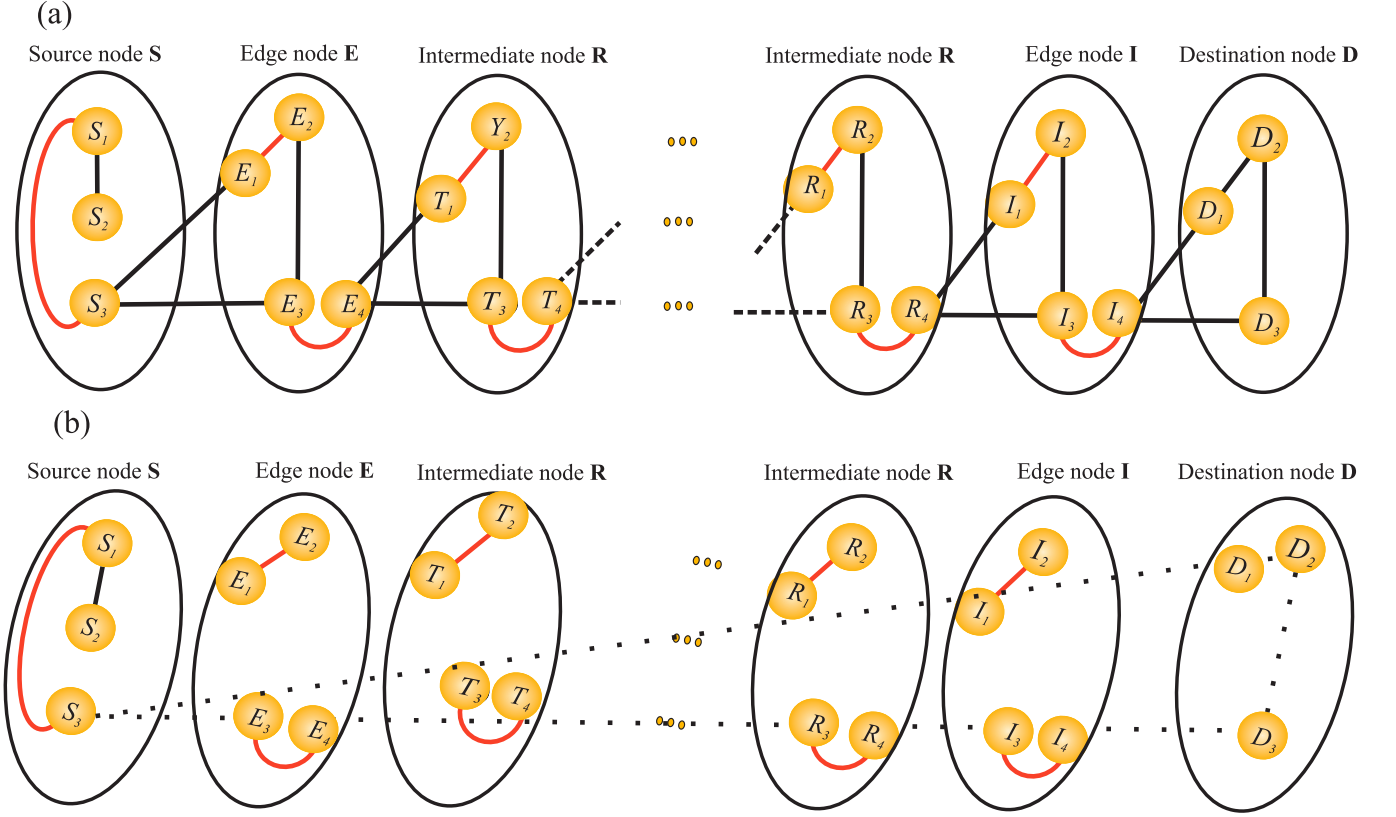 (a)
Source node S
Edge node E
Intermediate node R
Intermediate node R
Edge node I
Destination node D
S1
E2
Y2
R2
I2
D2
E1
T1
R1
I1
D1
S2
S3
E3
E4
T3
T4
R3
R4
I3
I4
D3
(b)
Source node S
Edge node E
Intermediate node R
Intermediate node R
Edge node I
Destination node D
S1
E2
T2
R2
I2
D2
E1
T1
R1
I1
D1
S2
S3
E3
E4
T3
T4
R3
R4
I3
I4
D3